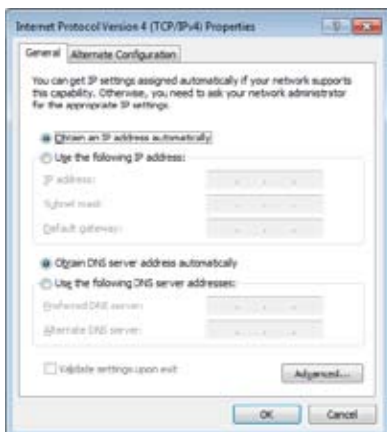 Internet Protocol Version 4 (TCP/IPv4) Properties
General
Alternate Configuration
You can get IP settings assigned automatically if your network supports
this capability. Otherwise, you need to ask your network administrator
for the appropriate IP settings.
Obtain an IP address automatically
Use the following IP address:
IP address:
Subnet mask:
Default gateway:
Obtain DNS server address automatically
Use the following DNS server addresses:
Preferred DNS server:
Alternate DNS server:
Validate settings upon exit
Advanced...
OK
Cancel